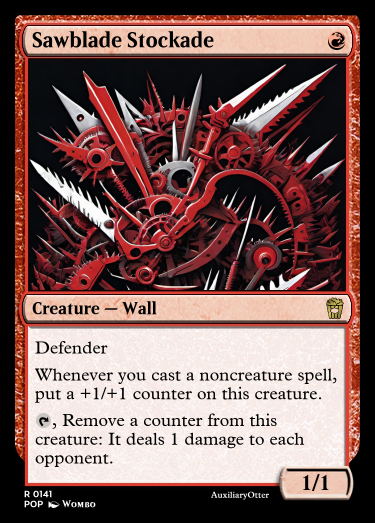 Sawblade Stockade
Creature — Wall
Defender
Whenever you cast a noncreature spell,
put a +1/+1 counter on this creature.
, Remove a counter from this
creature: It deals 1 damage to each
opponent.
1/1
R 0141
POP Wombo
AuxiliaryOtter